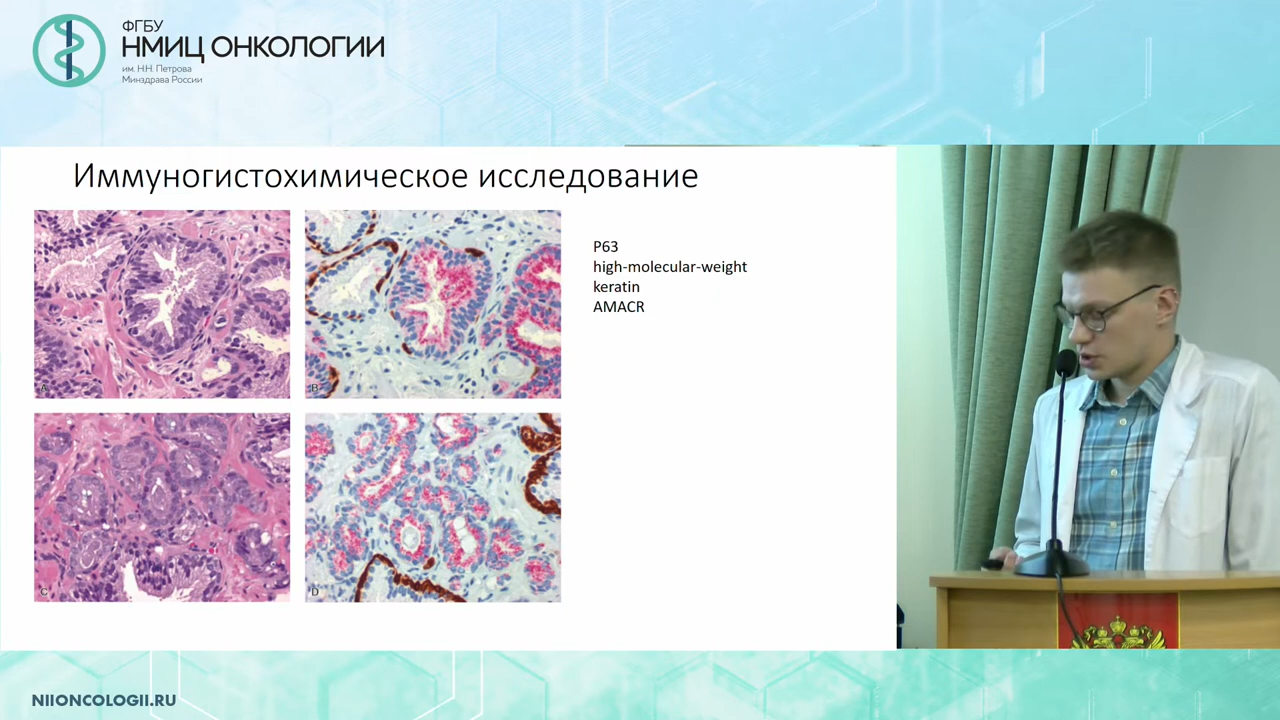 ФГБУ
НМИЦ ОНКОЛОГИИ
им. Н.Н. Петрова
Минздрава России
Иммуногистохимическое исследование
A
B
P63
high-molecular-weight
keratin
AMACR
C
D
NIIONCOLOGII.RU